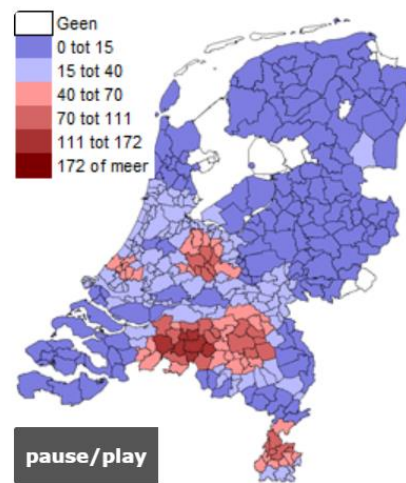 Geen
0 tot 15
15 tot 40
40 tot 70
70 tot 111
111 tot 172
172 of meer
pause/play